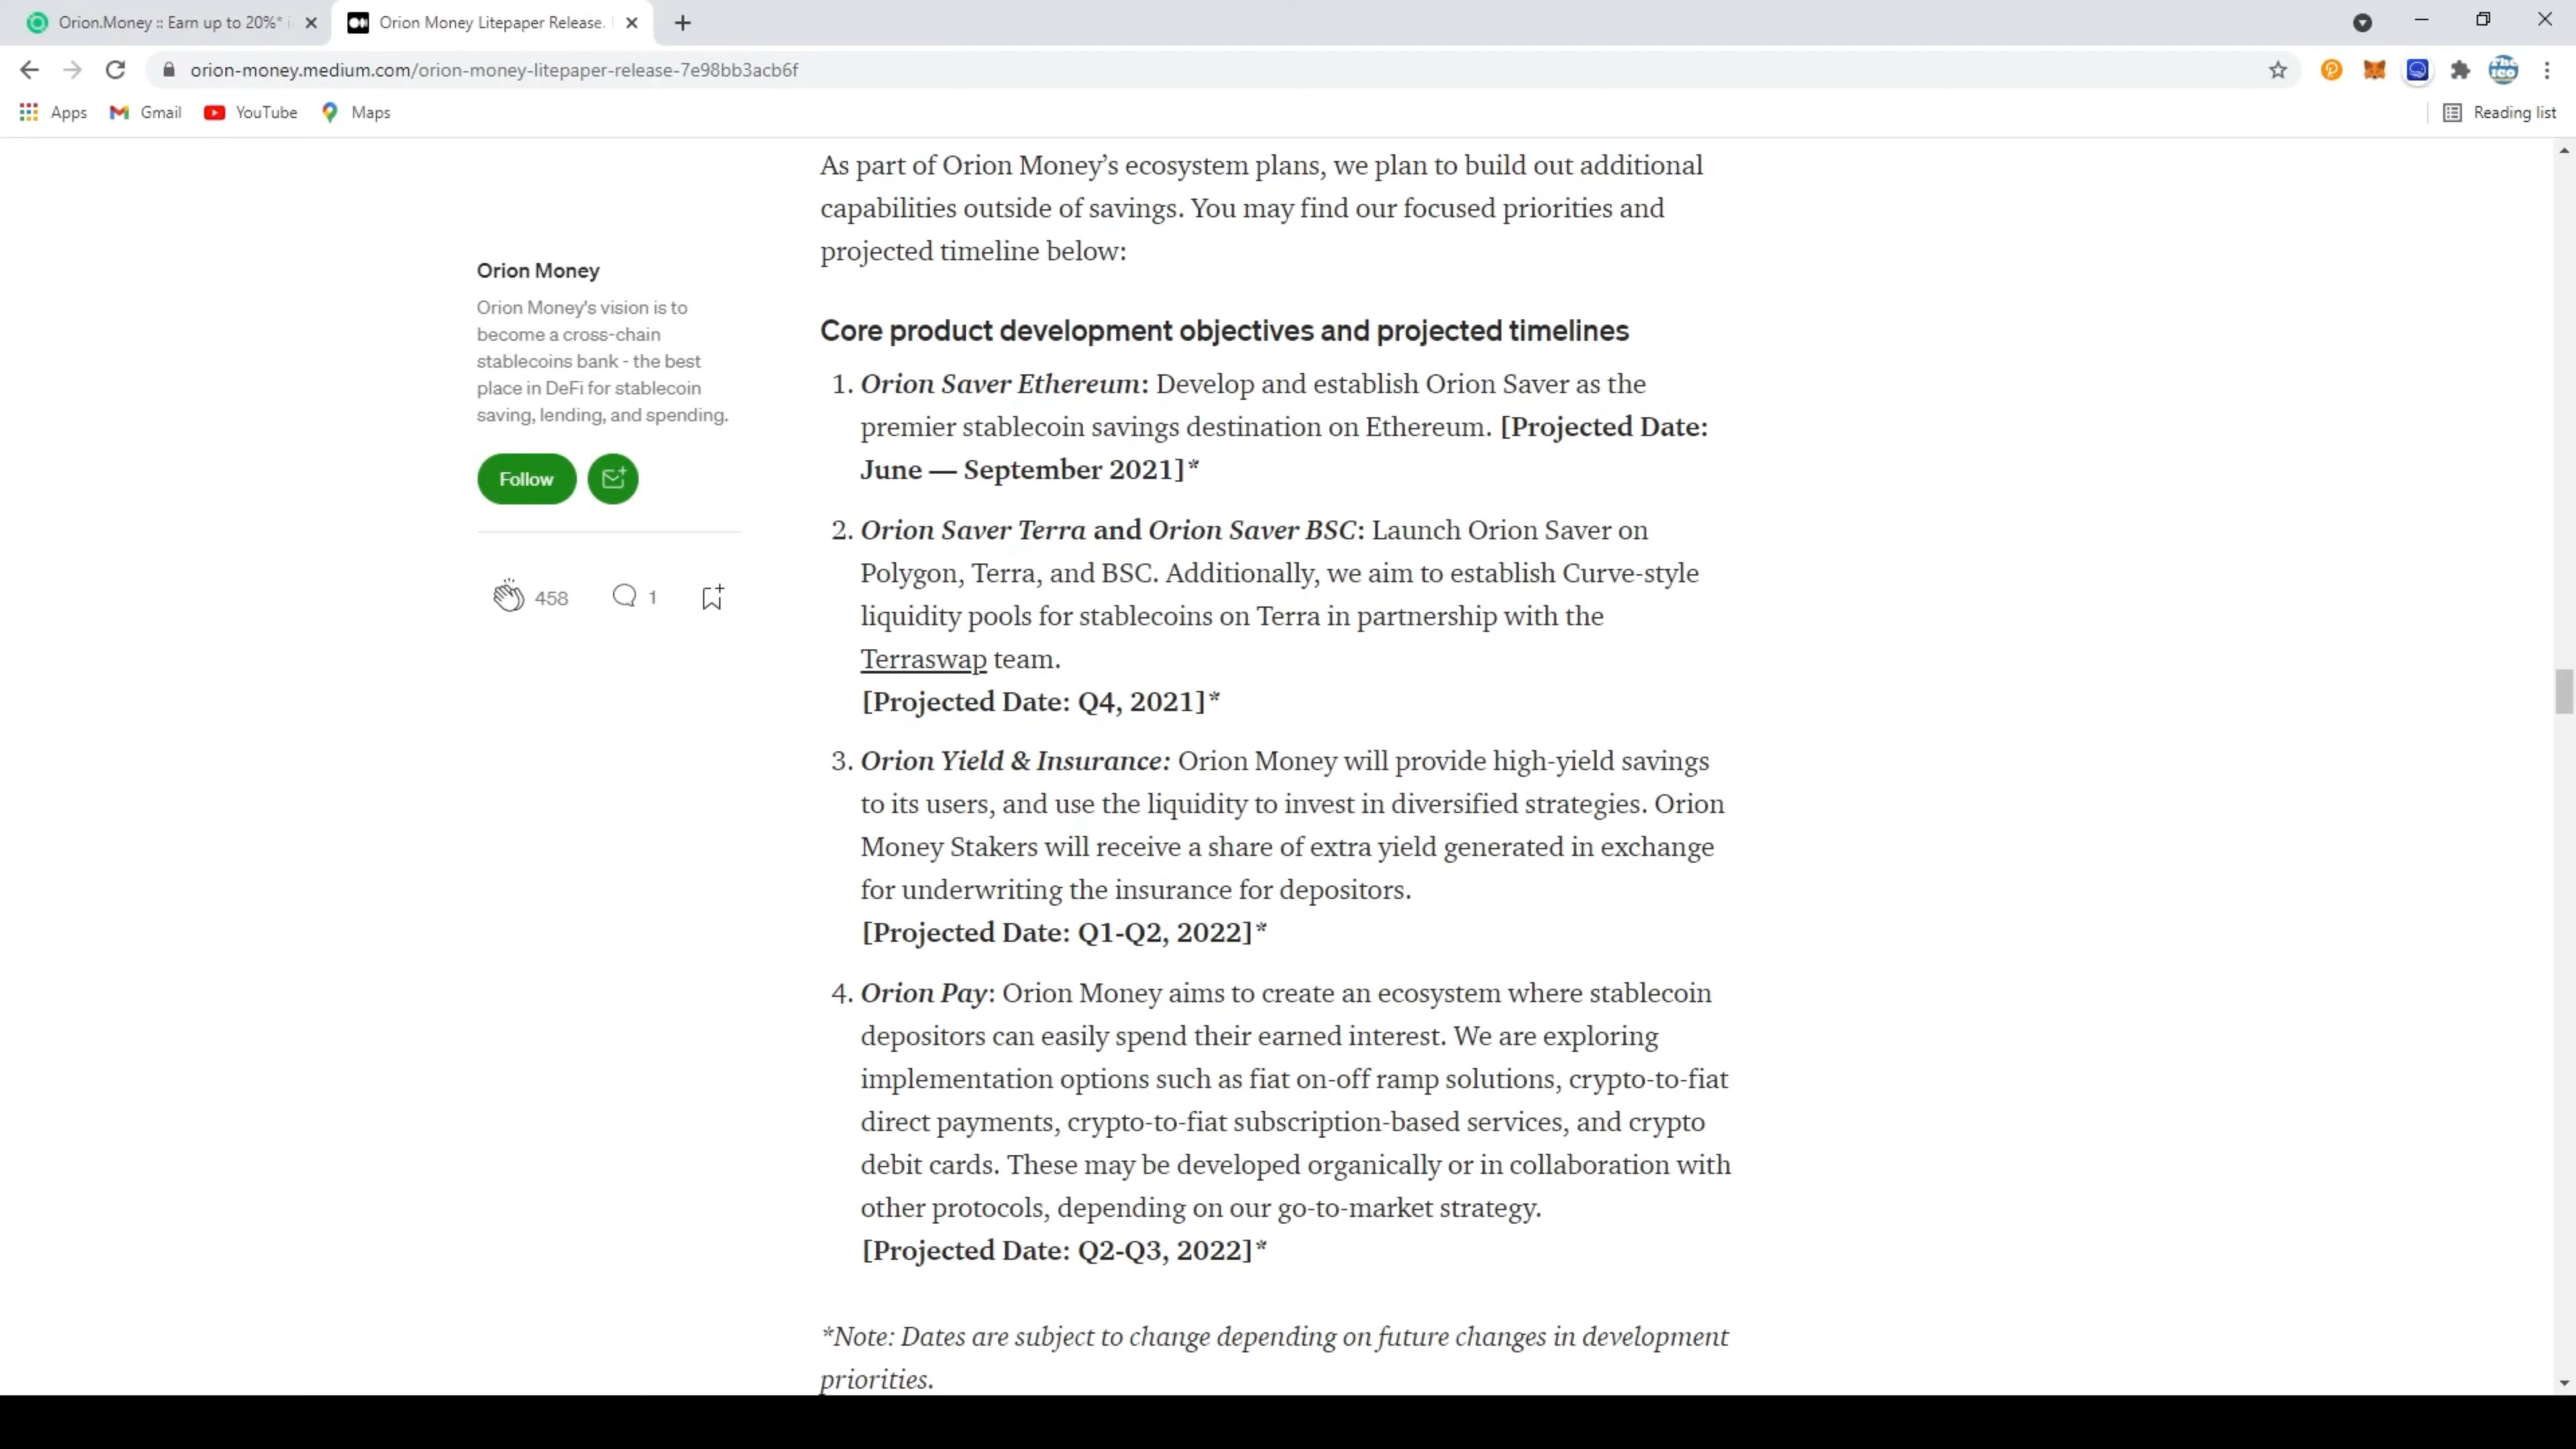 Orion.Money :: Earn up to 20%*
Orion Money Litepaper Release.
orion-money.medium.com/orion-money-litepaper-release-7e98bb3acb6f
Apps
Gmail
YouTube
Maps
Reading list
As part of Orion Money’s ecosystem plans, we plan to build out additional
capabilities outside of savings. You may find our focused priorities and
projected timeline below:
Orion Money
Orion Money's vision is to
become a cross-chain
stablecoins bank - the best
place in DeFi for stablecoin
saving, lending, and spending.
Follow
458
1
Core product development objectives and projected timelines
1. Orion Saver Ethereum: Develop and establish Orion Saver as the
premier stablecoin savings destination on Ethereum. [Projected Date:
June — September 2021]*
2. Orion Saver Terra and Orion Saver BSC: Launch Orion Saver on
Polygon, Terra, and BSC. Additionally, we aim to establish Curve-style
liquidity pools for stablecoins on Terra in partnership with the
Terraswap team.
[Projected Date: Q4, 2021]*
3. Orion Yield & Insurance: Orion Money will provide high-yield savings
to its users, and use the liquidity to invest in diversified strategies. Orion
Money Stakers will receive a share of extra yield generated in exchange
for underwriting the insurance for depositors.
[Projected Date: Q1-Q2, 2022]*
4. Orion Pay: Orion Money aims to create an ecosystem where stablecoin
depositors can easily spend their earned interest. We are exploring
implementation options such as fiat on-off ramp solutions, crypto-to-fiat
direct payments, crypto-to-fiat subscription-based services, and crypto
debit cards. These may be developed organically or in collaboration with
other protocols, depending on our go-to-market strategy.
[Projected Date: Q2-Q3, 2022]*
*Note: Dates are subject to change depending on future changes in development
priorities.